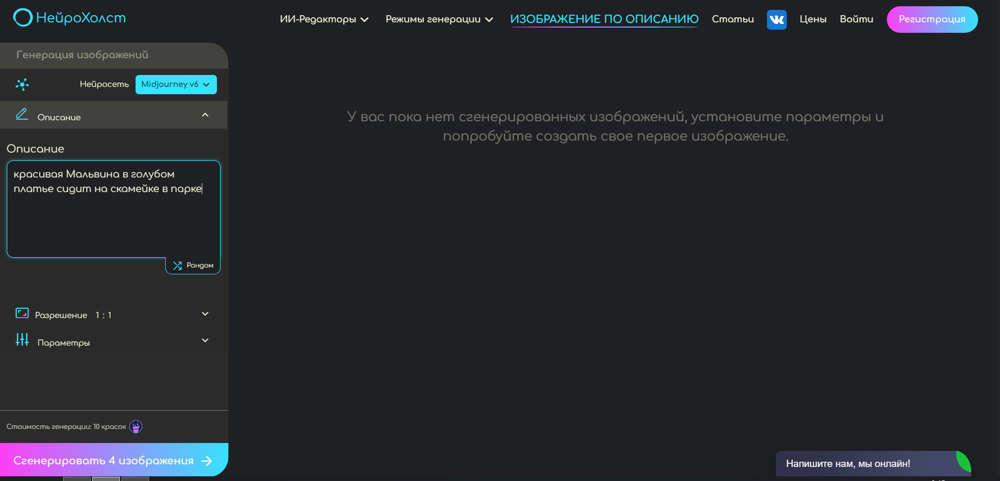 НейроХолст
ИИ-Редакторы
Режимы генерации
ИЗОБРАЖЕНИЕ ПО ОПИСАНИЮ
Статьи
Цены
Войти
Регистрация
Генерация изображений
Нейросеть
Midjourney v6
Описание
Описание
красивая Мальвина в голубом
платье сидит на скамейке в парке
Рандом
Разрешение 1 : 1
Параметры
Стоимость генерации: 10 красок
Сгенерировать 4 изображения
У вас пока нет сгенерированных изображений, установите параметры и
попробуйте создать свое первое изображение.
Напишите нам, мы онлайн!